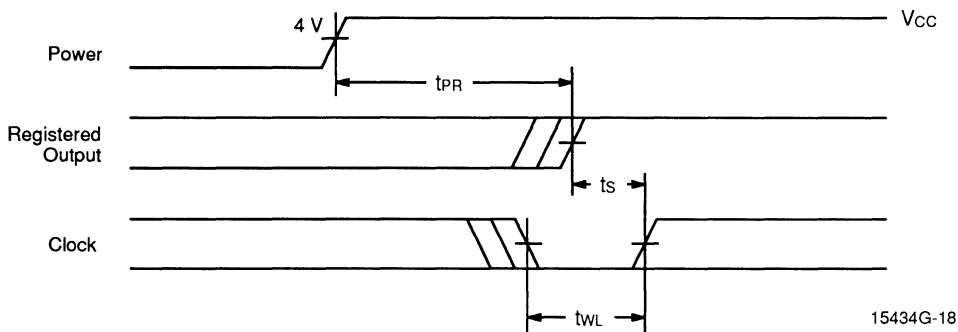 4 V
VCC
Power
tPR
Registered
Output
tS
Clock
tWL
15434G-18